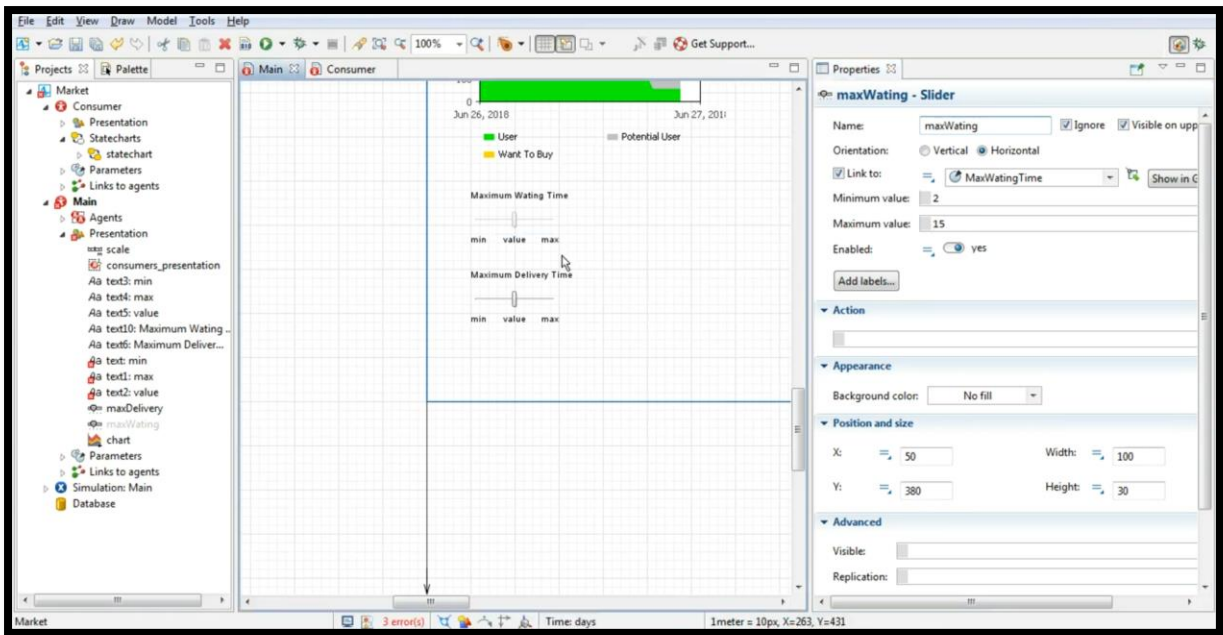 File Edit View Draw Model Tools Help
100% Get Support...
Projects Palette
Market
Consumer
Presentation
Statecharts
statechart
Parameters
Links to agents
Main
Agents
Presentation
scale
consumers_presentation
Aa text3: min
Aa text4: max
Aa text5: value
Aa text10: Maximum Wating ..
Aa text6: Maximum Deliver...
text: min
text1: max
text2: value
maxDelivery
maxWating
chart
Parameters
Links to agents
Simulation: Main
Database
Main Consumer
0
Jun 26, 2018 Jun 27, 201
User Potential User
Want To Buy
Maximum Wating Time
min value max
Maximum Delivery Time
min value max
Properties
maxWating - Slider
Name: maxWating Ignore Visible on upp
Orientation: Vertical Horizontal
Link to: MaxWatingTime Show in G
Minimum value: 2
Maximum value: 15
Enabled: yes
Add labels...
Action
Appearance
Background color: No fill
Position and size
X: 50 Width: 100
Y: 380 Height: 30
Advanced
Visible:
Replication:
Market 3 error(s) Time: days 1meter = 10px, X=263, Y=431